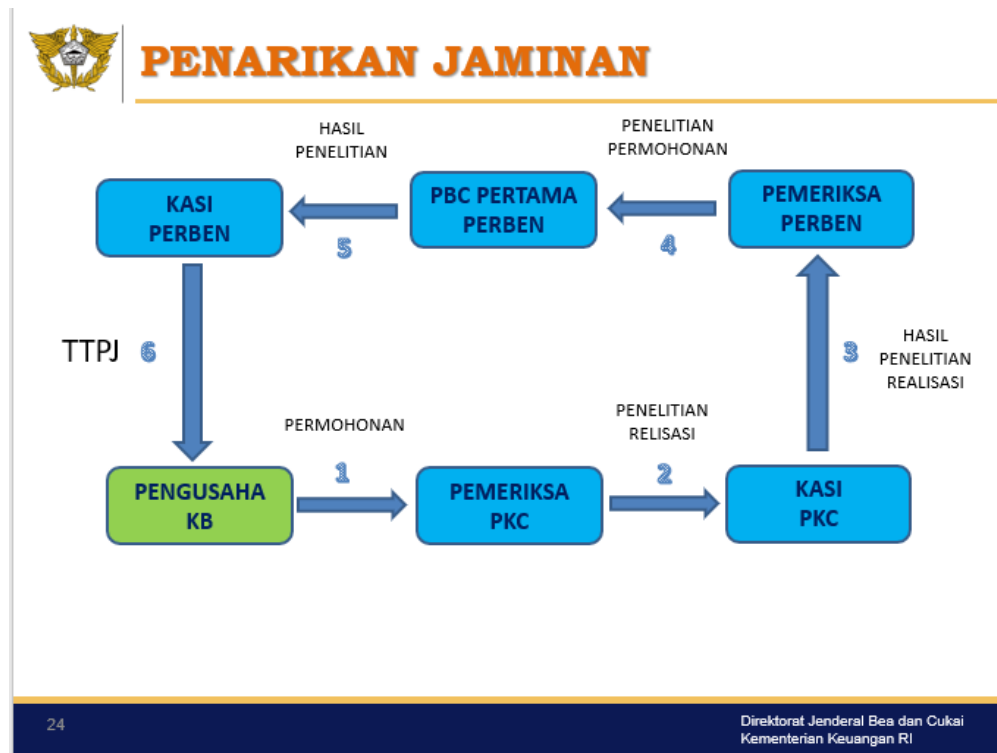 PENARIKAN JAMINAN
HASIL
PENELITIAN
PENELITIAN
PERMOHONAN
KASI
PERBEN
PBC PERTAMA
PERBEN
PEMERIKSA
PERBEN
5
4
TTPJ
6
3
HASIL
PENELITIAN
REALISASI
PERMOHONAN
PENELITIAN
RELISASI
1
2
PENGUSAHA
KB
PEMERIKSA
PKC
KASI
PKC
24
Direktorat Jenderal Bea dan Cukai
Kementerian Keuangan RI